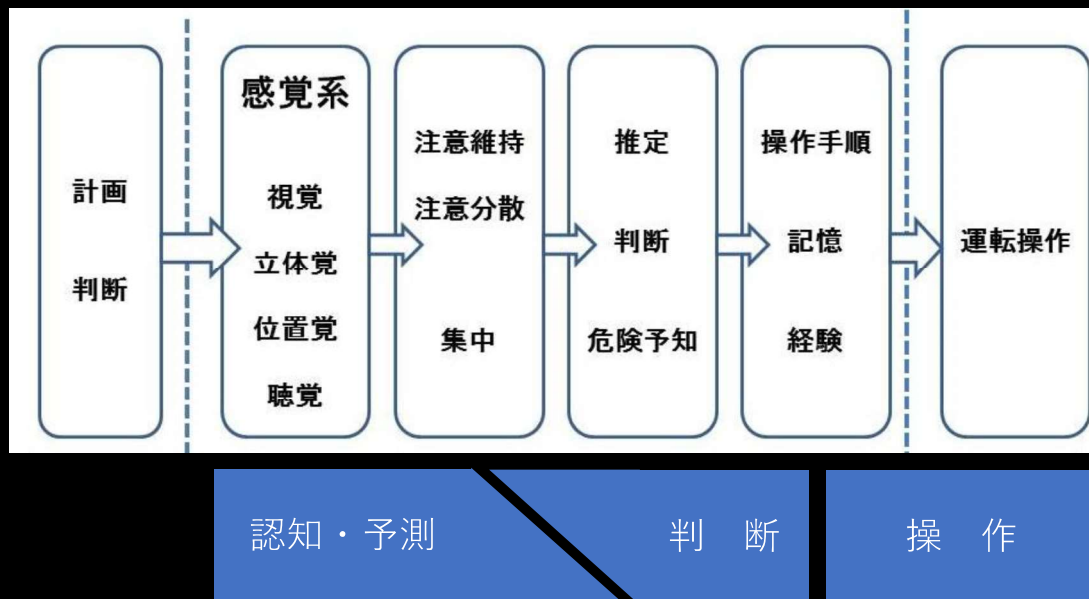 計画
判断
感覚系
視覚
立体覚
位置覚
聴覚
注意維持
注意分散
集中
推定
判断
危険予知
操作手順
記憶
経験
運転操作
認知・予測
判　断
操　作